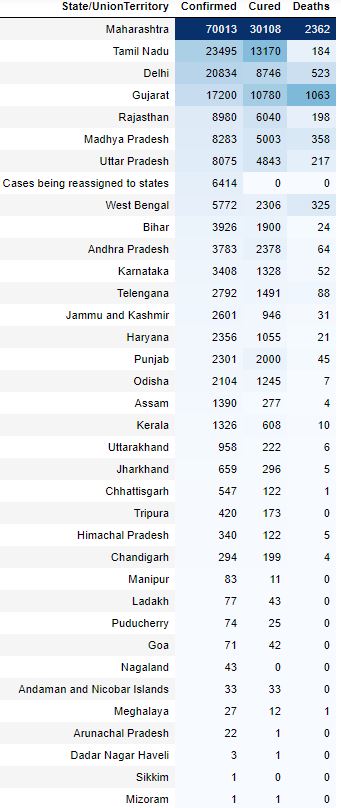 State/UnionTerritory Confirmed Cured Deaths
Maharashtra 70013 30108 2362
Tamil Nadu 23495 13170 184
Delhi 20834 8746 523
Gujarat 17200 10780 1063
Rajasthan 8980 6040 198
Madhya Pradesh 8283 5003 358
Uttar Pradesh 8075 4843 217
Cases being reassigned to states 6414 0 0
West Bengal 5772 2306 325
Bihar 3926 1900 24
Andhra Pradesh 3783 2378 64
Karnataka 3408 1328 52
Telengana 2792 1491 88
Jammu and Kashmir 2601 946 31
Haryana 2356 1055 21
Punjab 2301 2000 45
Odisha 2104 1245 7
Assam 1390 277 4
Kerala 1326 608 10
Uttarakhand 958 222 6
Jharkhand 659 296 5
Chhattisgarh 547 122 1
Tripura 420 173 0
Himachal Pradesh 340 122 5
Chandigarh 294 199 4
Manipur 83 11 0
Ladakh 77 43 0
Puducherry 74 25 0
Goa 71 42 0
Nagaland 43 0 0
Andaman and Nicobar Islands 33 33 0
Meghalaya 27 12 1
Arunachal Pradesh 22 1 0
Dadar Nagar Haveli 3 1 0
Sikkim 1 0 0
Mizoram 1 1 0